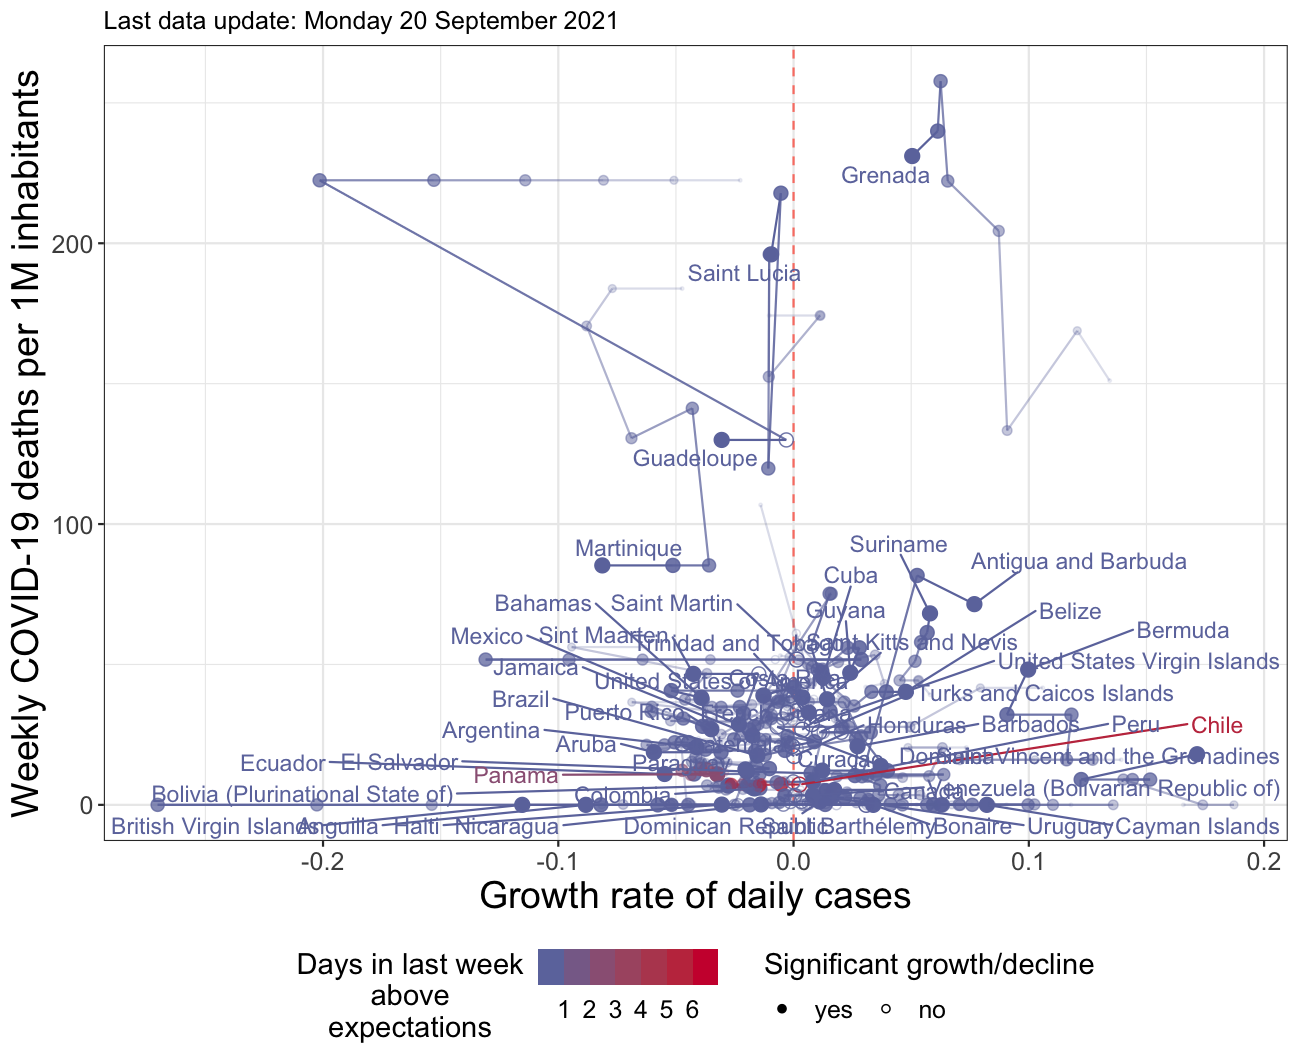 Last data update: Monday 20 September 2021
Weekly COVID-19 deaths per 1M inhabitants
200
Grenada
Saint Lucia
Guadeloupe
100
Suriname
Martinique
Antigua and Barbuda
Cuba
Bahamas
Saint Martin
Guyana
Belize
Bermuda
Mexico
Sint Maarten
Trinidad and Tobago
Saint Kitts and Nevis
Jamaica
United States Virgin Islands
United States of America
Costa Rica
Turks and Caicos Islands
Brazil
Puerto Rico
French Guiana
Honduras
Barbados
Peru
Chile
Argentina
Aruba
Ecuador
El Salvador
Paraguay
Curaçao
Dominica
Saint Vincent and the Grenadines
Panama
Bolivia (Plurinational State of)
Colombia
Canada
Venezuela (Bolivarian Republic of)
0
British Virgin Islands
Anguilla
Haiti
Nicaragua
Dominican Republic
Saint Barthélemy
Bonaire
Uruguay
Cayman Islands
-0.2
-0.1
0.0
0.1
0.2
Growth rate of daily cases
Days in last week
above
expectations
1 2 3 4 5 6
Significant growth/decline
yes
no